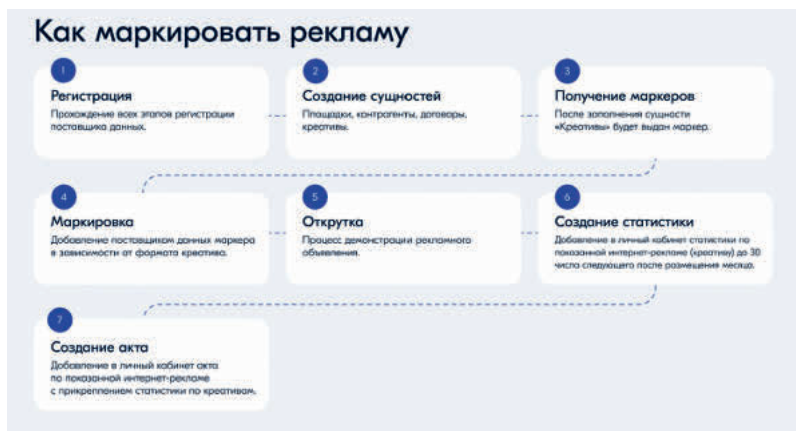 Как маркировать рекламу
1
Регистрация
Прохождение всех этапов регистрации
поставщика данных.
2
Создание сущностей
Площадки, контрагенты, договоры,
креативы.
3
Получение маркеров
После заполнения сущности
«Креативы» будет выдан маркер.
4
Маркировка
Добавление поставщиком данных маркера
в зависимости от формата креатива.
5
Открутка
Процесс демонстрации рекламного
объявления.
6
Создание статистики
Добавление в личный кабинет статистики по
показанной интернет-рекламе (креативу) до 30
числа следующего после размещения месяца.
7
Создание акта
Добавление в личный кабинет акта
по показанной интернет-рекламе
с прикреплением статистики по креативам.